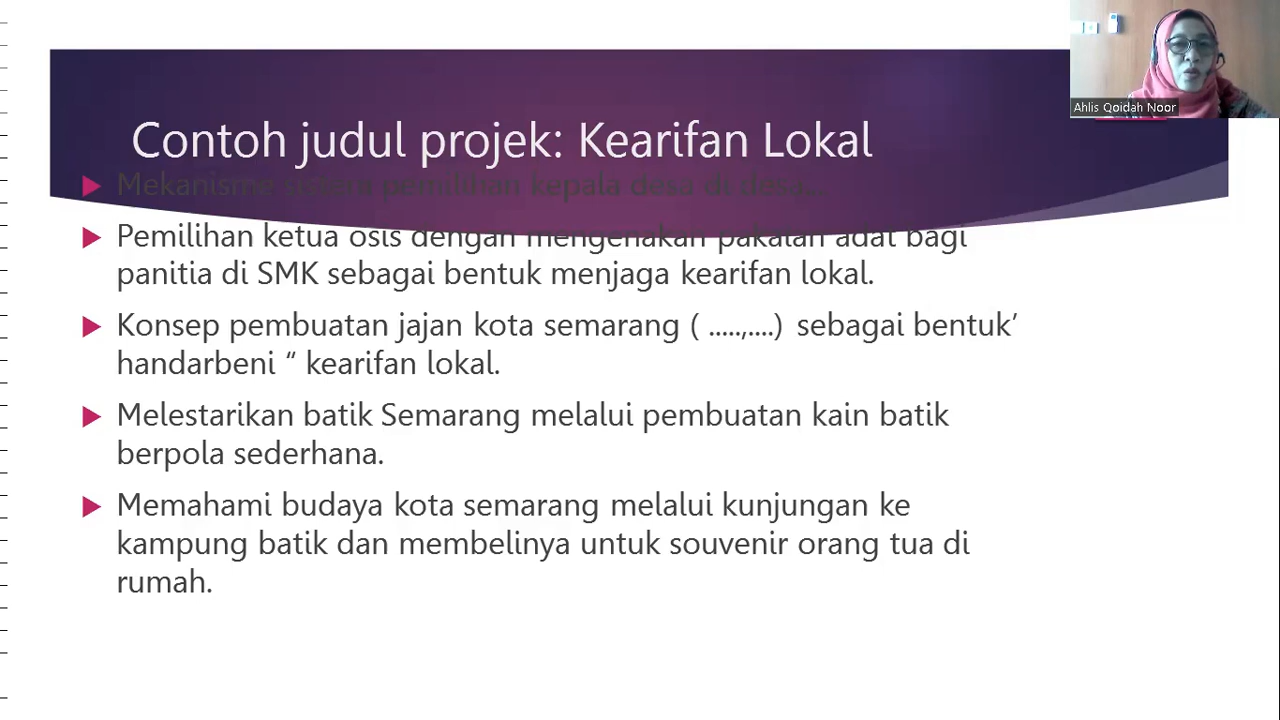 Ahlis Qoidah Noor
Contoh judul projek: Kearifan Lokal
Mekanisme sistem pemilihan kepala desa di desa...
Pemilihan ketua osis dengan mengenakan pakaian adat bagi
panitia di SMK sebagai bentuk menjaga kearifan lokal.
Konsep pembuatan jajan kota semarang ( .....,....) sebagai bentuk’
handarbeni “ kearifan lokal.
Melestarikan batik Semarang melalui pembuatan kain batik
berpola sederhana.
Memahami budaya kota semarang melalui kunjungan ke
kampung batik dan membelinya untuk souvenir orang tua di
rumah.